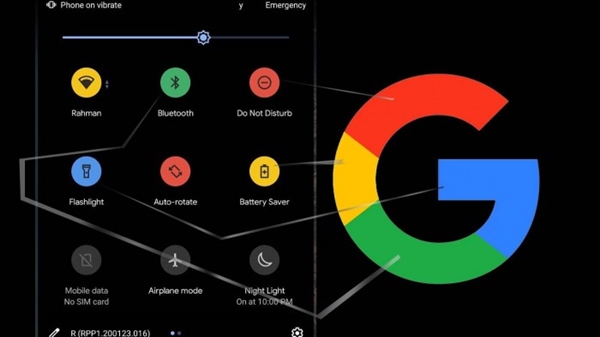 Phone on vibrate
y
Emergency
Rahman
Bluetooth
Do Not Disturb
Flashlight
Auto-rotate
Battery Saver
Mobile data
No SIM card
Airplane mode
Night Light
On at 10:00 PM
R (RPP1.200123.016)